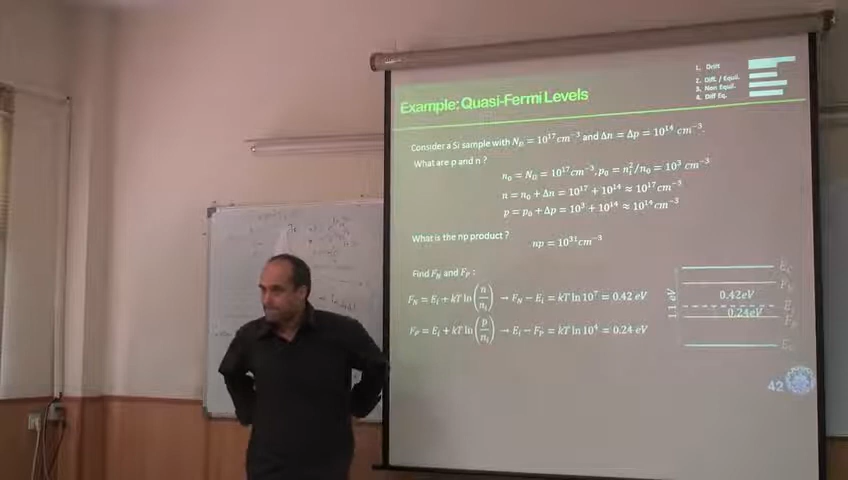 Example: Quasi-Fermi Levels
1. Drift
2. Diff. / Equil.
3. Non Equil.
4. Diff Eq.
Consider a Si sample with N_D = 10^17 cm^−3 and Δn = Δp = 10^14 cm^−3.
What are p and n ?
n_0 = N_D = 10^17 cm^−3, p_0 = n_i^2/n_0 = 10^3 cm^−3
n = n_0 + Δn = 10^17 + 10^14 ≈ 10^17 cm^−3
p = p_0 + Δp = 10^3 + 10^14 ≈ 10^14 cm^−3
What is the np product ?
np = 10^31 cm^−3
Find F_N and F_P :
F_N = E_i + kT ln(n/n_i) → F_N − E_i = kT ln 10^7 = 0.42 eV
F_P = E_i + kT ln(p/n_i) → E_i − F_P = kT ln 10^4 = 0.24 eV
1.1 eV
E_C
F_N
0.42eV
E_i
0.24eV
F_P
42